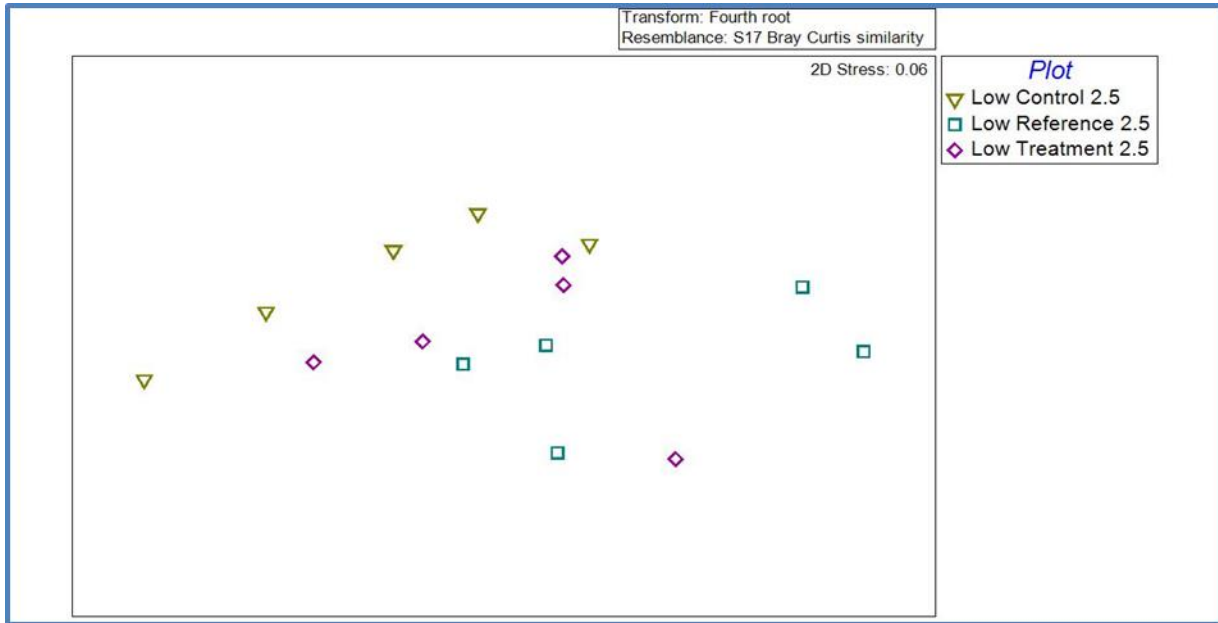 Transform: Fourth root
Resemblance: S17 Bray Curtis similarity
2D Stress: 0.06
Plot
Low Control 2.5
Low Reference 2.5
Low Treatment 2.5